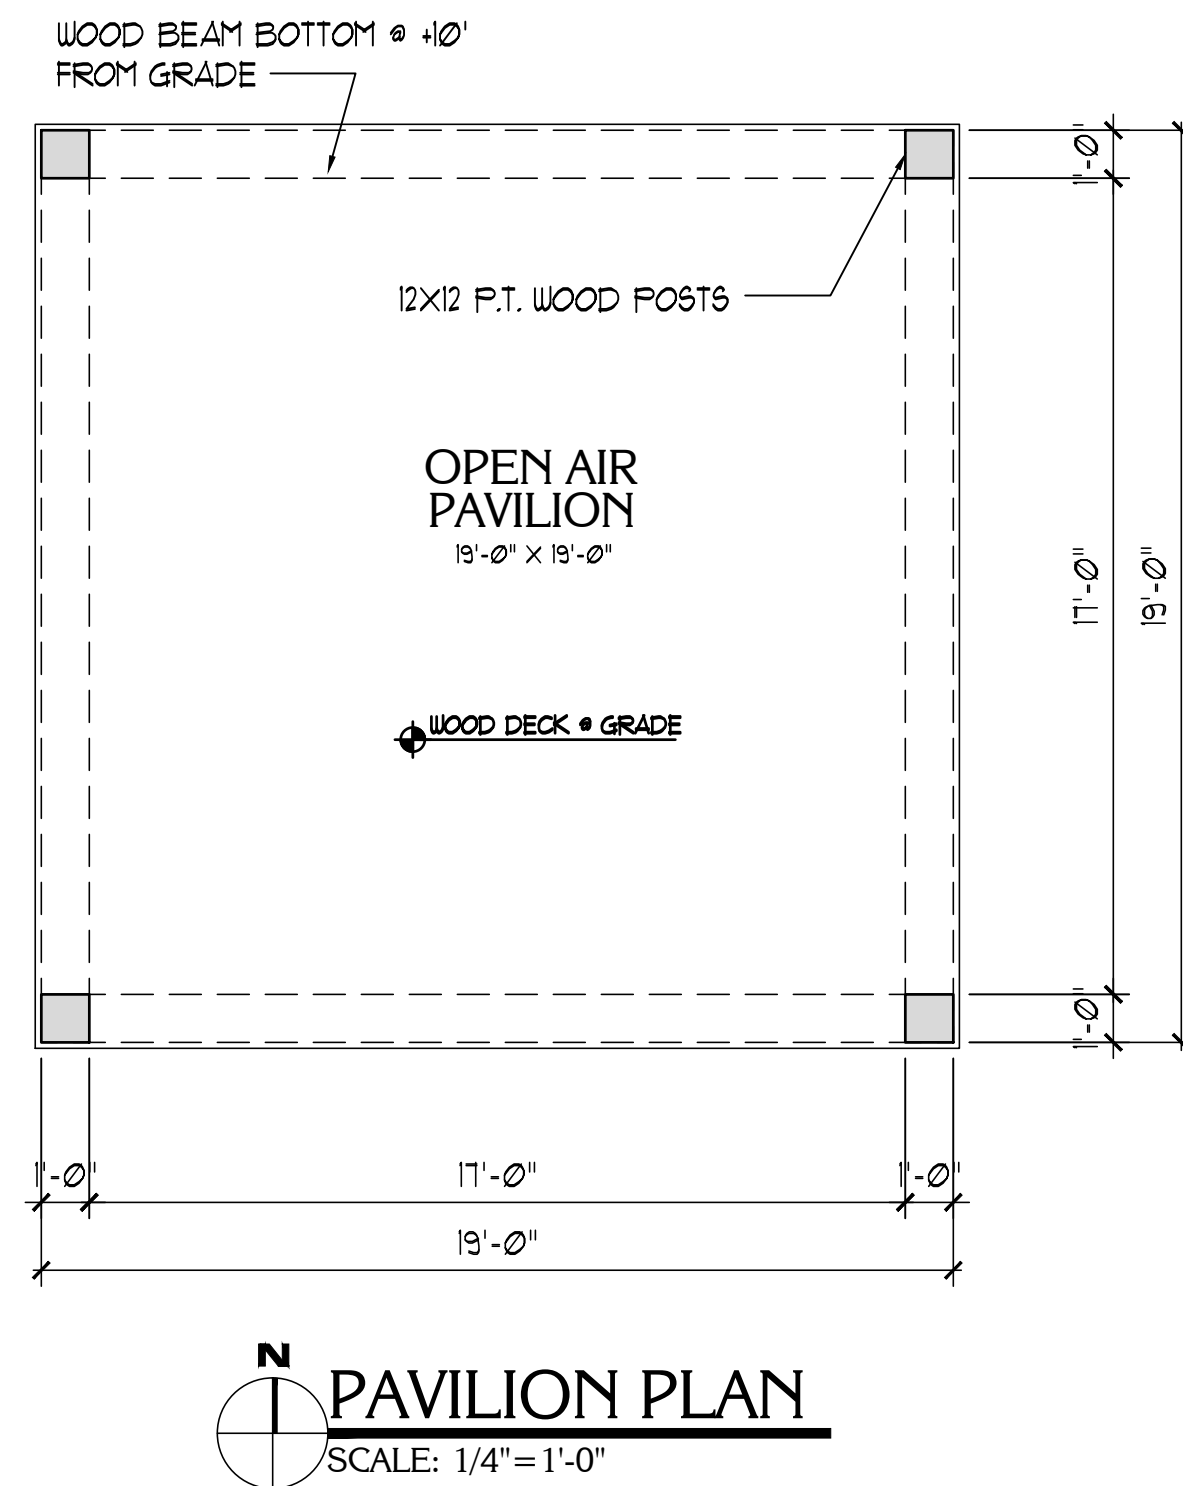 WOOD BEAM BOTTOM @ +10'
FROM GRADE
1'-0"
12X12 P.T. WOOD POSTS
OPEN AIR
PAVILION
19'-0" X 19'-0"
17'-0"
19'-0"
WOOD DECK @ GRADE
1'-0"
1'-0"
17'-0"
1'-0"
19'-0"
N
PAVILION PLAN
SCALE: 1/4"=1'-0"